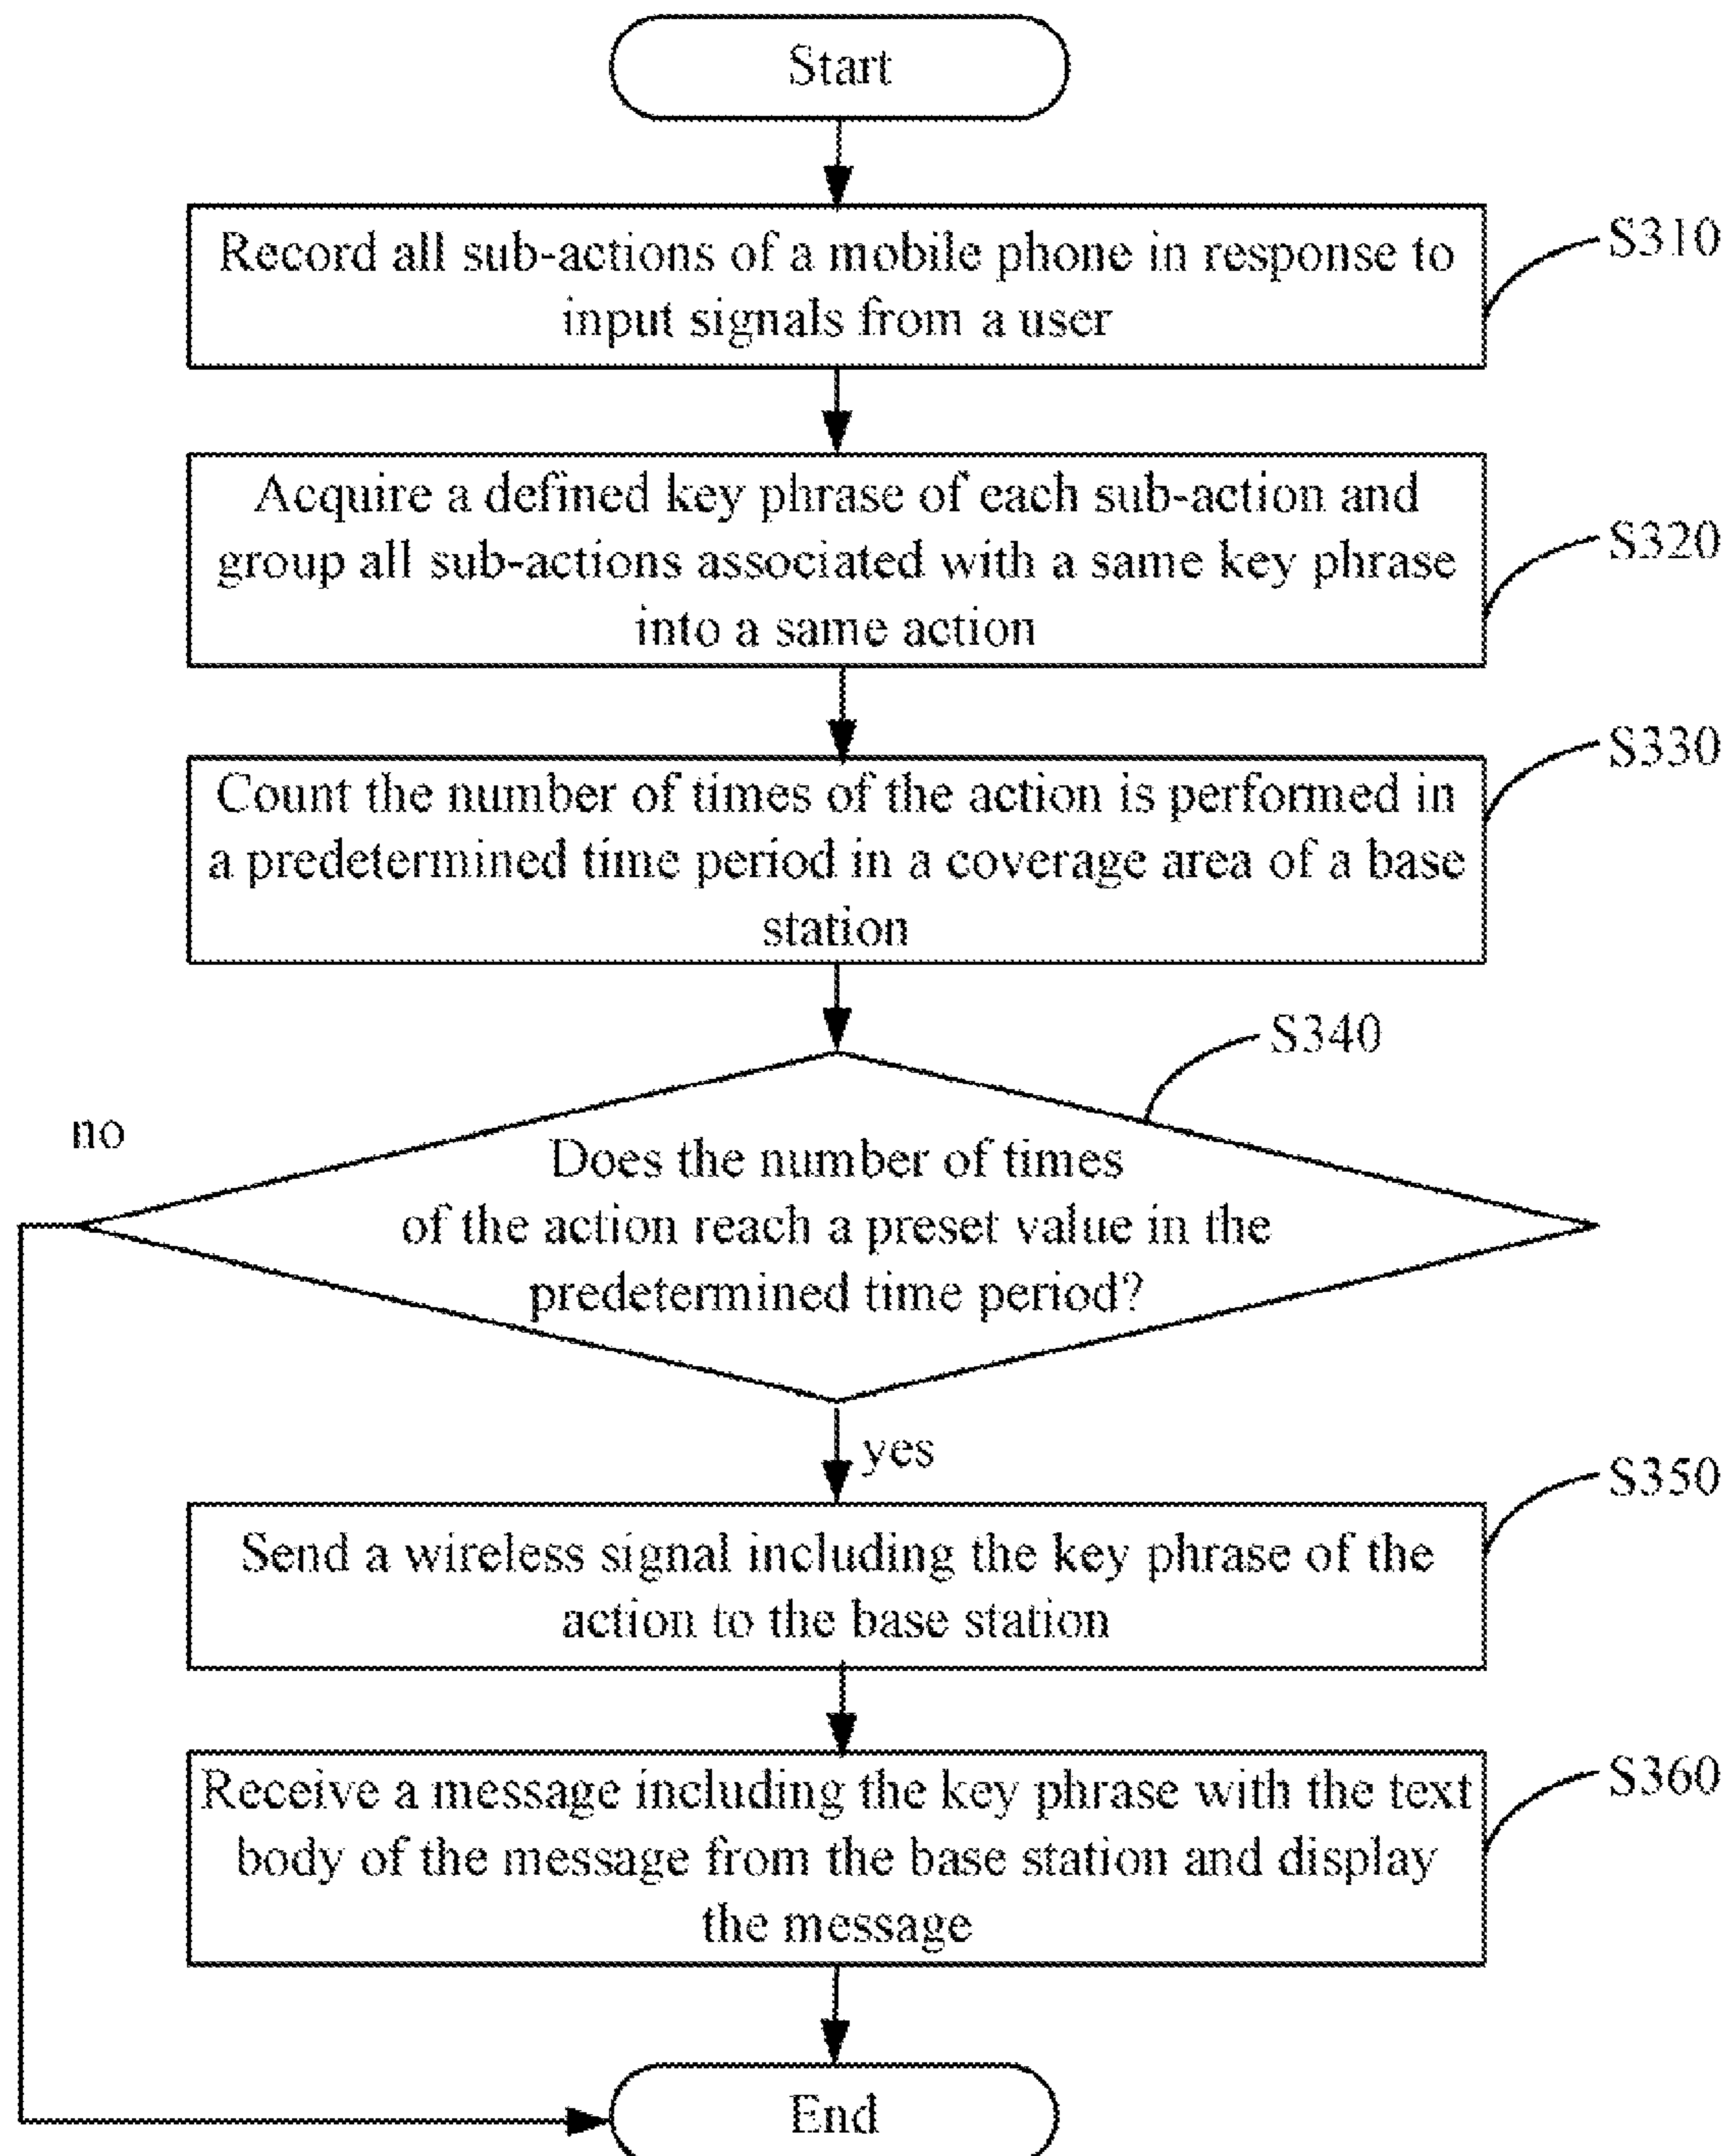 Start
Record all sub-actions of a mobile phone in response to
input signals from a user
S310
Acquire a defined key phrase of each sub-action and
group all sub-actions associated with a same key phrase
into a same action
S320
Count the number of times of the action is performed in
a predetermined time period in a coverage area of a base
station
S330
S340
no
Does the number of times
of the action reach a preset value in the
predetermined time period?
yes
Send a wireless signal including the key phrase of the
action to the base station
S350
Receive a message including the key phrase with the text
body of the message from the base station and display
the message
S360
End